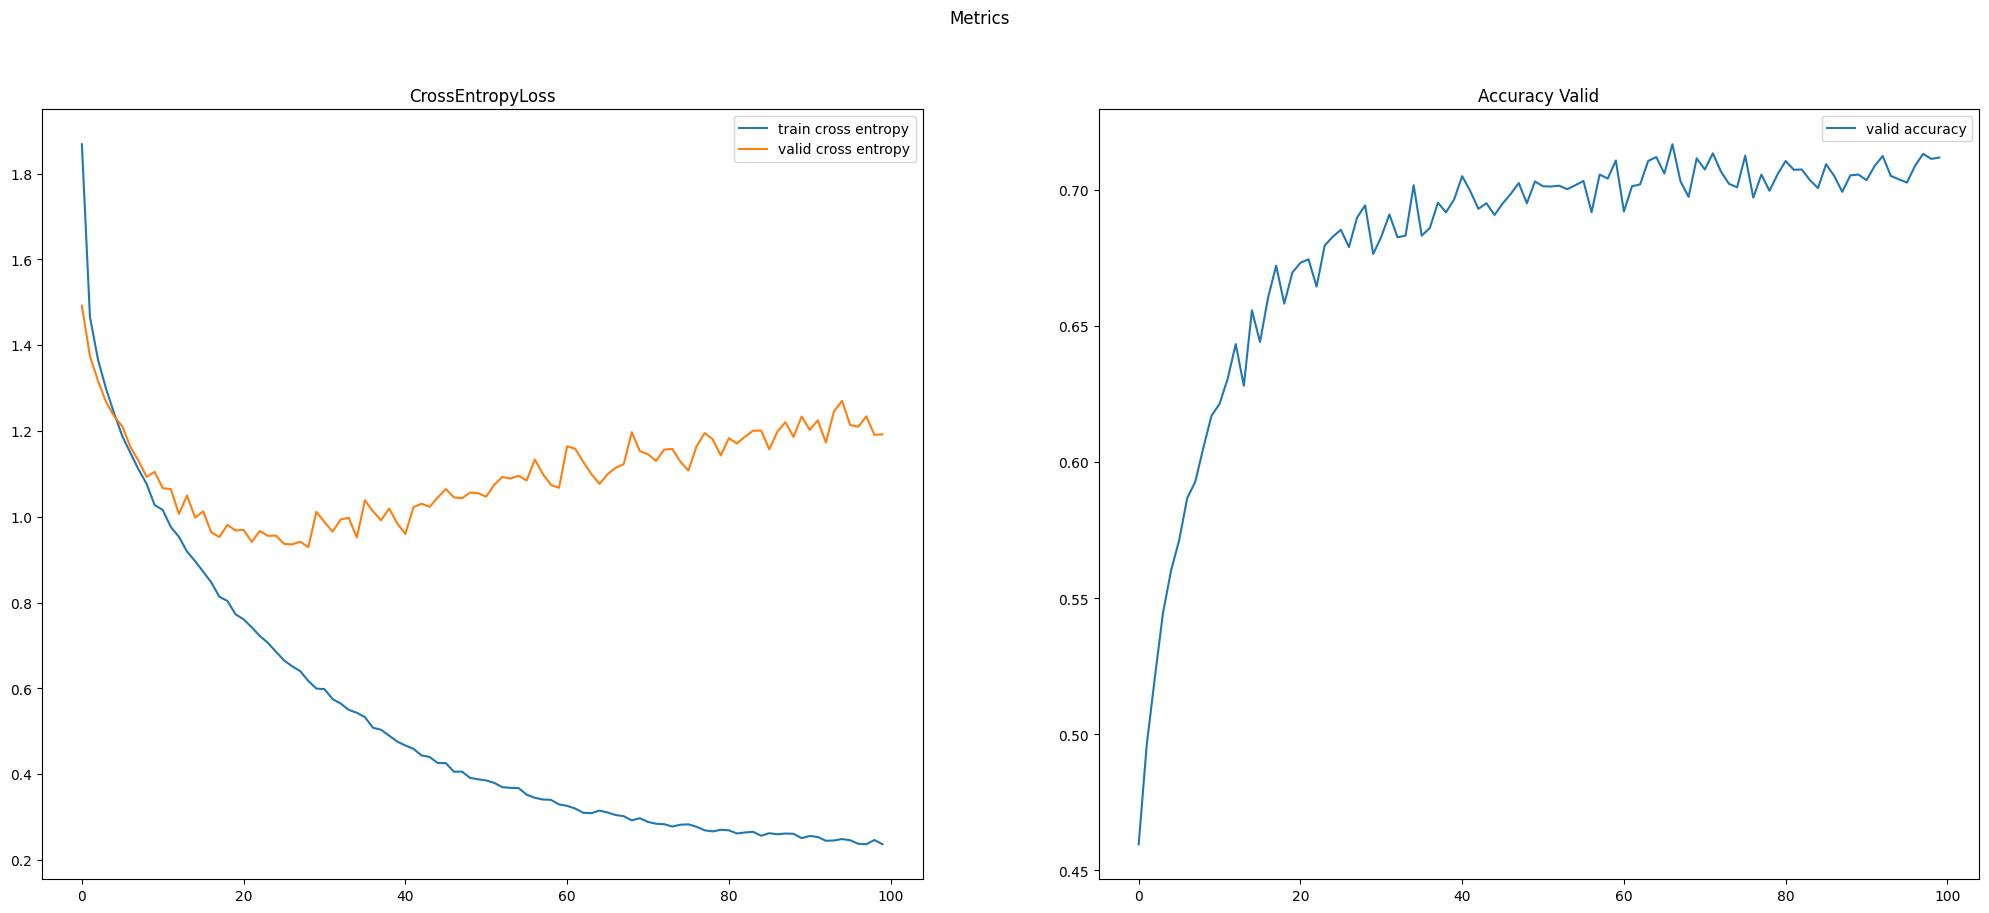 Metrics
CrossEntropyLoss
train cross entropy
valid cross entropy
1.8
1.6
1.4
1.2
1.0
0.8
0.6
0.4
0.2
0 20 40 60 80 100
Accuracy Valid
valid accuracy
0.70
0.65
0.60
0.55
0.50
0.45
0 20 40 60 80 100